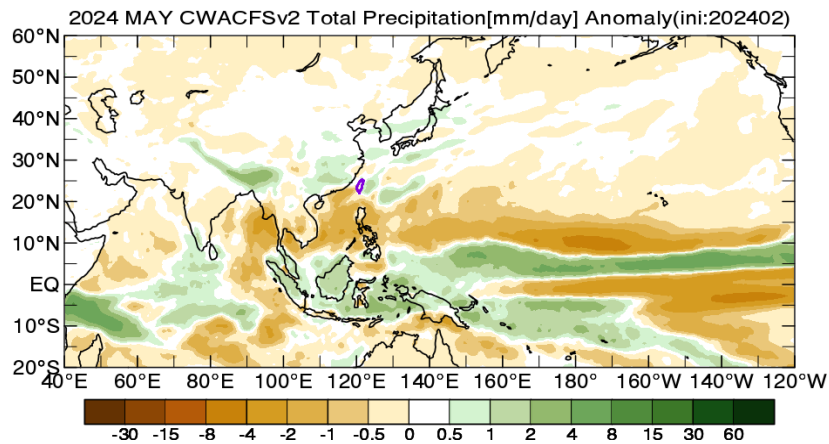 2024 MAY CWACFSv2 Total Precipitation[mm/day] Anomaly(ini:202402)
60°N
50°N
40°N
30°N
20°N
10°N
EQ
10°S
20°S
40°E 60°E 80°E 100°E 120°E 140°E 160°E 180° 160°W 140°W 120°W
-30 -15 -8 -4 -2 -1 -0.5 0 0.5 1 2 4 8 15 30 60